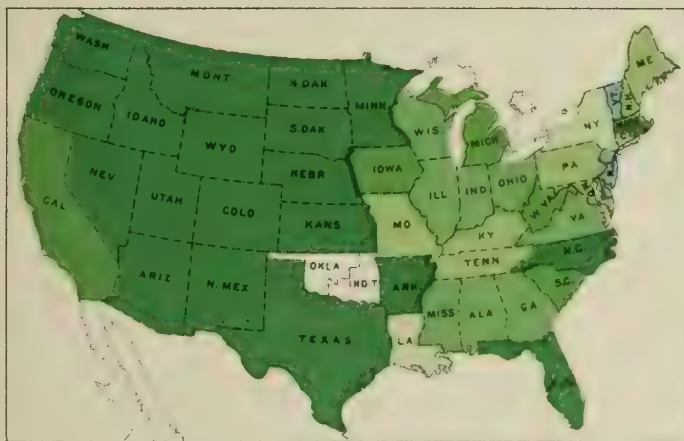 WASH
MONT
N. DAK
MINN
OREGON
IDAHO
WYO
S. DAK
WIS.
MICH
NY
VT
N.H.
ME
NEV
UTAH
COLO
NEBR
IOWA
ILL
IND
OHIO
PA
CAL
KANS
MO
KY
W VA
VA
ARIZ
N. MEX
OKLA
IND T
ARK
TENN
N.C.
S.C.
TEXAS
LA
MISS
ALA
GA